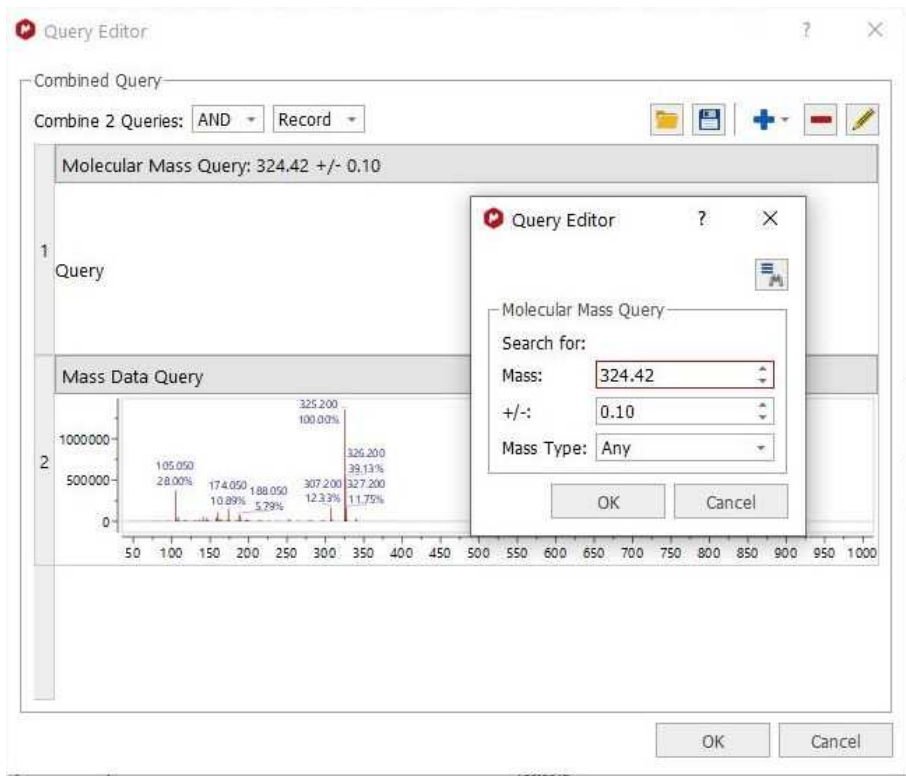 Query Editor
Combined Query
Combine 2 Queries: AND Record
Molecular Mass Query: 324.42 +/- 0.10
1
Query
Query Editor
Molecular Mass Query
Search for:
Mass: 324.42
+/-: 0.10
Mass Type: Any
OK Cancel
Mass Data Query
2
1000000
500000
0
105.050
28.00%
174.050
10.89%
188.050
5.79%
307.200
12.33%
325.200
100.00%
326.200
39.13%
327.200
11.75%
50 100 150 200 250 300 350 400 450 500 550 600 650 700 750 800 850 900 950 1000
OK Cancel